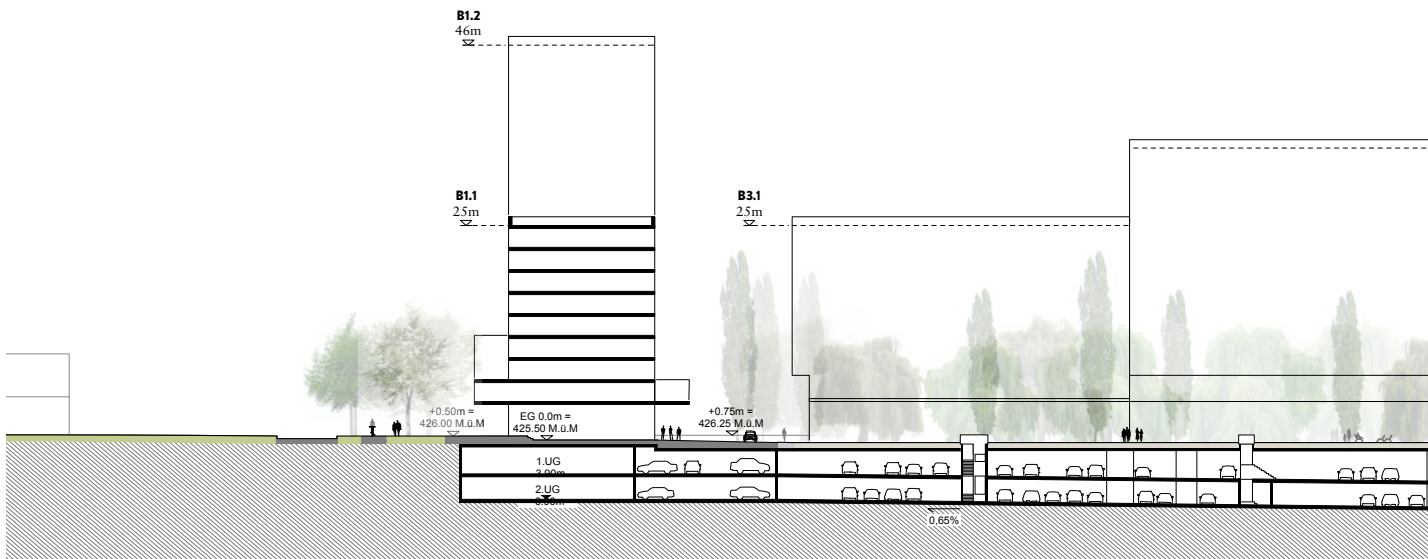 B1.2
46m
B1.1
25m
B3.1
25m
+0.50m =
426.00 M.ü.M
EG 0.0m =
425.50 M.ü.M
+0.75m =
426.25 M.ü.M
1.UG
2.UG
0,65%